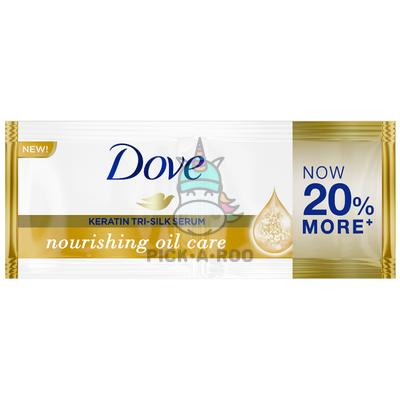 NEW!
Dove
KERATIN TRI-SILK SERUM
nourishing oil care
PICK•A•ROO
NOW
20%
MORE+